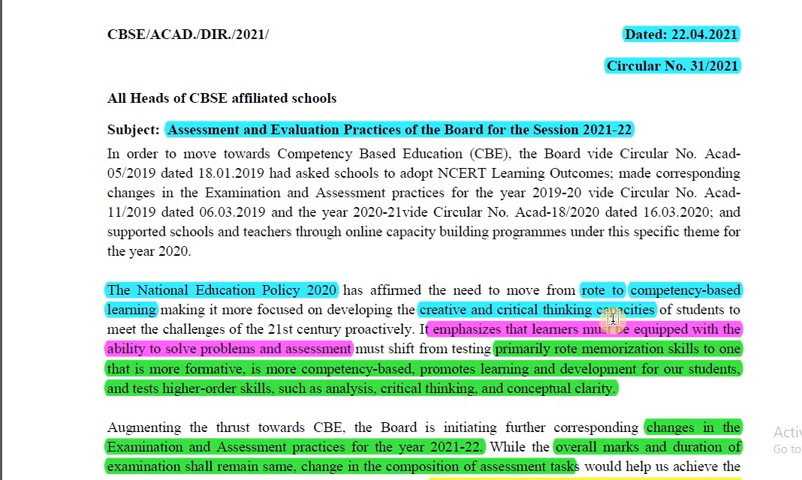 CBSE/ACAD./DIR./2021/ Dated: 22.04.2021
Circular No. 31/2021
All Heads of CBSE affiliated schools
Subject: Assessment and Evaluation Practices of the Board for the Session 2021-22
In order to move towards Competency Based Education (CBE), the Board vide Circular No. Acad-
05/2019 dated 18.01.2019 had asked schools to adopt NCERT Learning Outcomes; made corresponding
changes in the Examination and Assessment practices for the year 2019-20 vide Circular No. Acad-
11/2019 dated 06.03.2019 and the year 2020-21vide Circular No. Acad-18/2020 dated 16.03.2020; and
supported schools and teachers through online capacity building programmes under this specific theme for
the year 2020.
The National Education Policy 2020 has affirmed the need to move from rote to competency-based
learning making it more focused on developing the creative and critical thinking capacities of students to
meet the challenges of the 21st century proactively. It emphasizes that learners must be equipped with the
ability to solve problems and assessment must shift from testing primarily rote memorization skills to one
that is more formative, is more competency-based, promotes learning and development for our students,
and tests higher-order skills, such as analysis, critical thinking, and conceptual clarity.
Augmenting the thrust towards CBE, the Board is initiating further corresponding changes in the
Examination and Assessment practices for the year 2021-22. While the overall marks and duration of
examination shall remain same, change in the composition of assessment tasks would help us achieve the
Go to